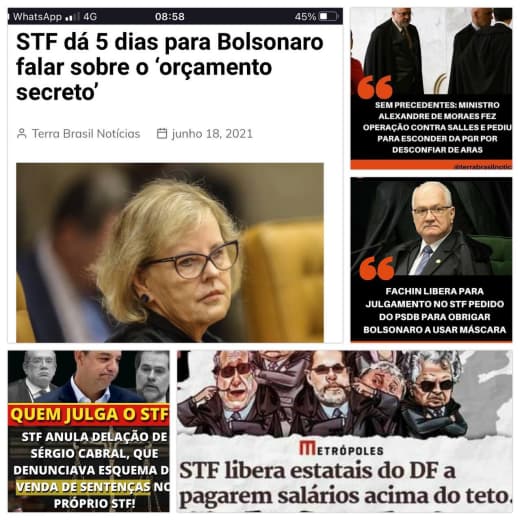 WhatsApp 4G 08:58 45%
STF dá 5 dias para Bolsonaro
falar sobre o ‘orçamento
secreto’
Terra Brasil Notícias junho 18, 2021
SEM PRECEDENTES: MINISTRO
ALEXANDRE DE MORAES FEZ
OPERAÇÃO CONTRA SALLES E PEDIU
PARA ESCONDER DA PGR POR
DESCONFIAR DE ARAS
@terrabrasilnotic
FACHIN LIBERA PARA
JULGAMENTO NO STF PEDIDO
DO PSDB PARA OBRIGAR
BOLSONARO A USAR MÁSCARA
QUEM JULGA O STF
STF ANULA DELAÇÃO DE
SÉRGIO CABRAL, QUE
DENUNCIAVA ESQUEMA D
VENDA DE SENTENÇAS NO
PRÓPRIO STF!
METRÓPOLES
STF libera estatais do DF a
pagarem salários acima do teto.